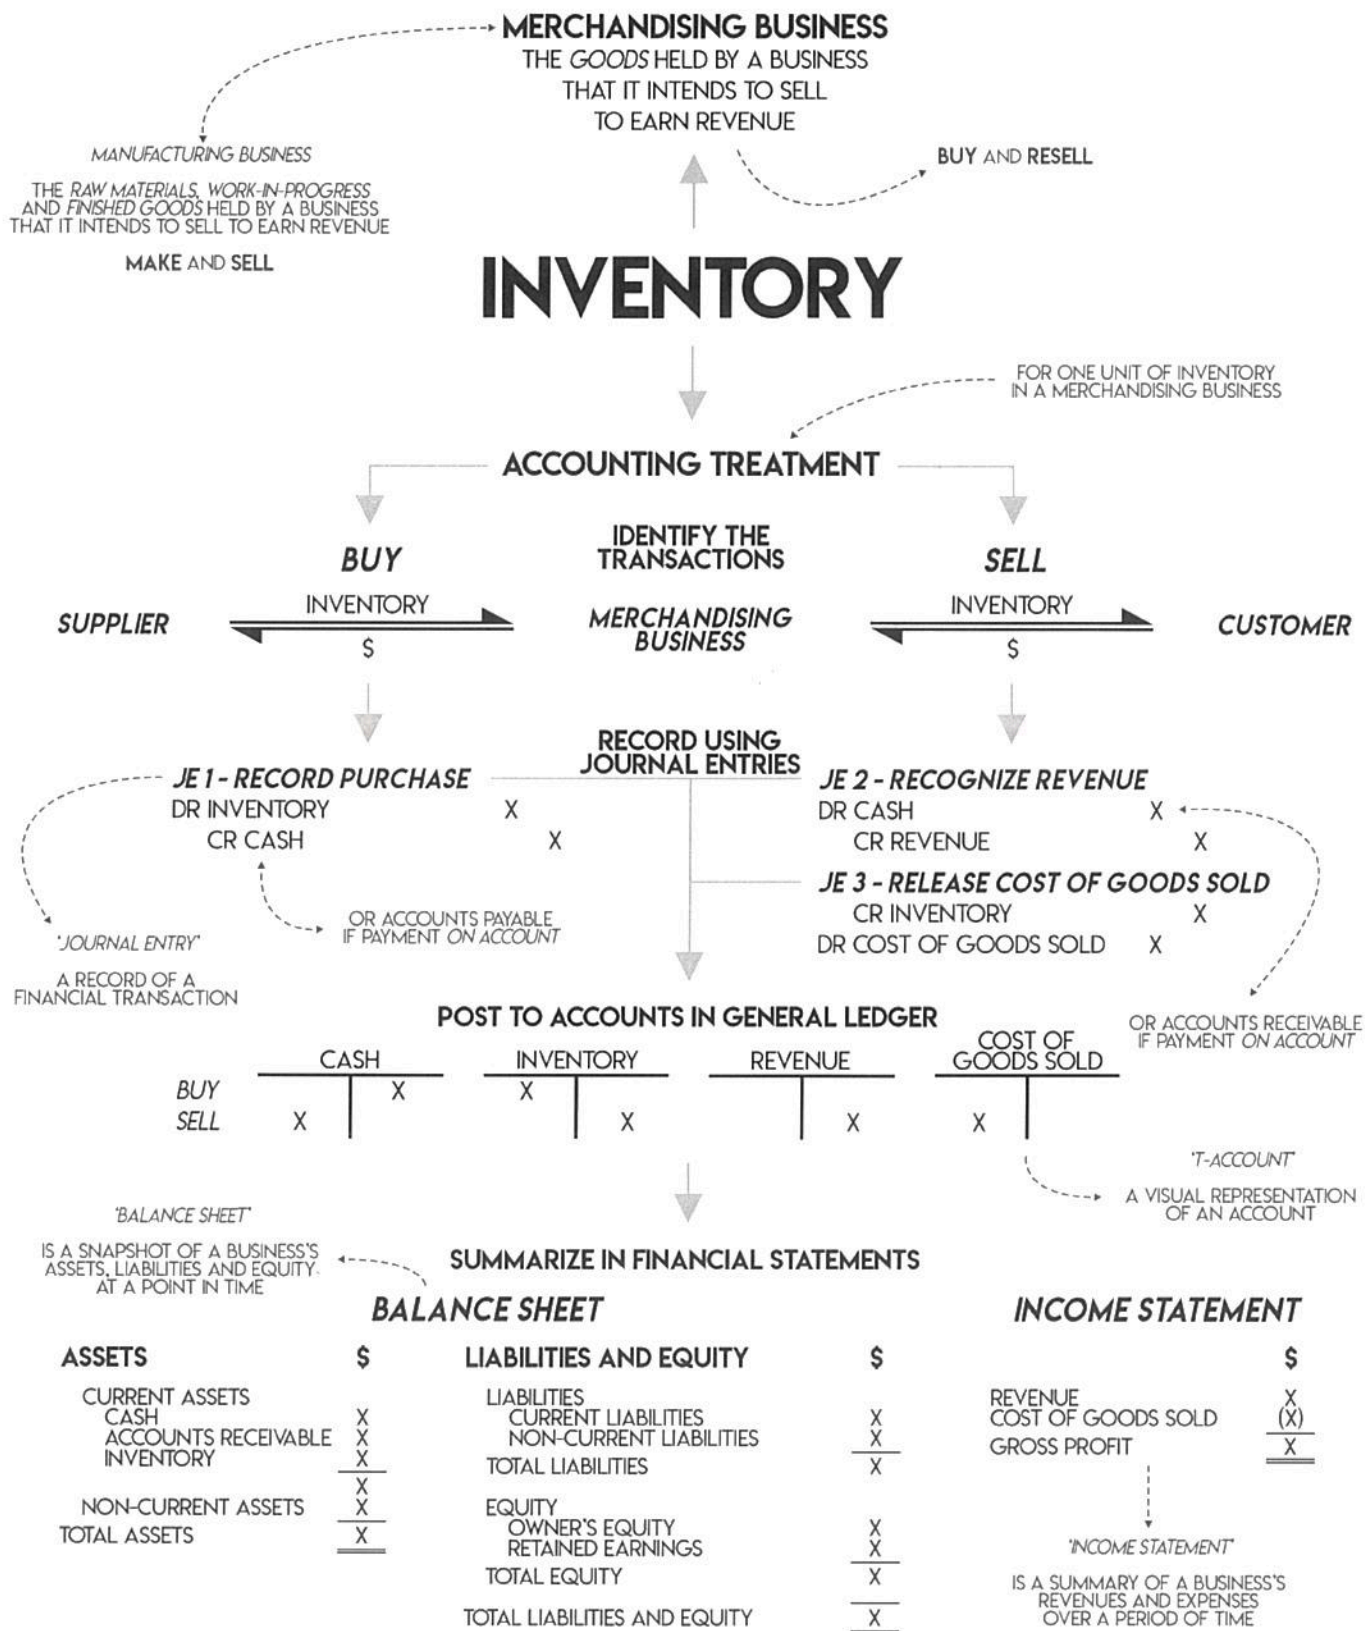 MERCHANDISING BUSINESS
THE GOODS HELD BY A BUSINESS
THAT IT INTENDS TO SELL
TO EARN REVENUE
MANUFACTURING BUSINESS
THE RAW MATERIALS, WORK-IN-PROGRESS
AND FINISHED GOODS HELD BY A BUSINESS
THAT IT INTENDS TO SELL TO EARN REVENUE
MAKE AND SELL
BUY AND RESELL
INVENTORY
FOR ONE UNIT OF INVENTORY
IN A MERCHANDISING BUSINESS
ACCOUNTING TREATMENT
BUY
IDENTIFY THE
TRANSACTIONS
SELL
SUPPLIER
INVENTORY
$
MERCHANDISING
BUSINESS
INVENTORY
$
CUSTOMER
RECORD USING
JOURNAL ENTRIES
JE 1 - RECORD PURCHASE
DR INVENTORY X
CR CASH X
OR ACCOUNTS PAYABLE
IF PAYMENT ON ACCOUNT
'JOURNAL ENTRY'
A RECORD OF A
FINANCIAL TRANSACTION
JE 2 - RECOGNIZE REVENUE
DR CASH X
CR REVENUE X
JE 3 - RELEASE COST OF GOODS SOLD
CR INVENTORY X
DR COST OF GOODS SOLD X
OR ACCOUNTS RECEIVABLE
IF PAYMENT ON ACCOUNT
POST TO ACCOUNTS IN GENERAL LEDGER
CASH INVENTORY REVENUE COST OF
GOODS SOLD
BUY X X
SELL X X X X
'T-ACCOUNT'
A VISUAL REPRESENTATION
OF AN ACCOUNT
'BALANCE SHEET'
IS A SNAPSHOT OF A BUSINESS'S
ASSETS, LIABILITIES AND EQUITY
AT A POINT IN TIME
SUMMARIZE IN FINANCIAL STATEMENTS
BALANCE SHEET
ASSETS $
CURRENT ASSETS
CASH X
ACCOUNTS RECEIVABLE X
INVENTORY X
X
NON-CURRENT ASSETS X
TOTAL ASSETS X
LIABILITIES AND EQUITY $
LIABILITIES
CURRENT LIABILITIES X
NON-CURRENT LIABILITIES X
TOTAL LIABILITIES X
EQUITY
OWNER'S EQUITY X
RETAINED EARNINGS X
TOTAL EQUITY X
TOTAL LIABILITIES AND EQUITY X
INCOME STATEMENT
$
REVENUE X
COST OF GOODS SOLD (X)
GROSS PROFIT X
'INCOME STATEMENT'
IS A SUMMARY OF A BUSINESS'S
REVENUES AND EXPENSES
OVER A PERIOD OF TIME